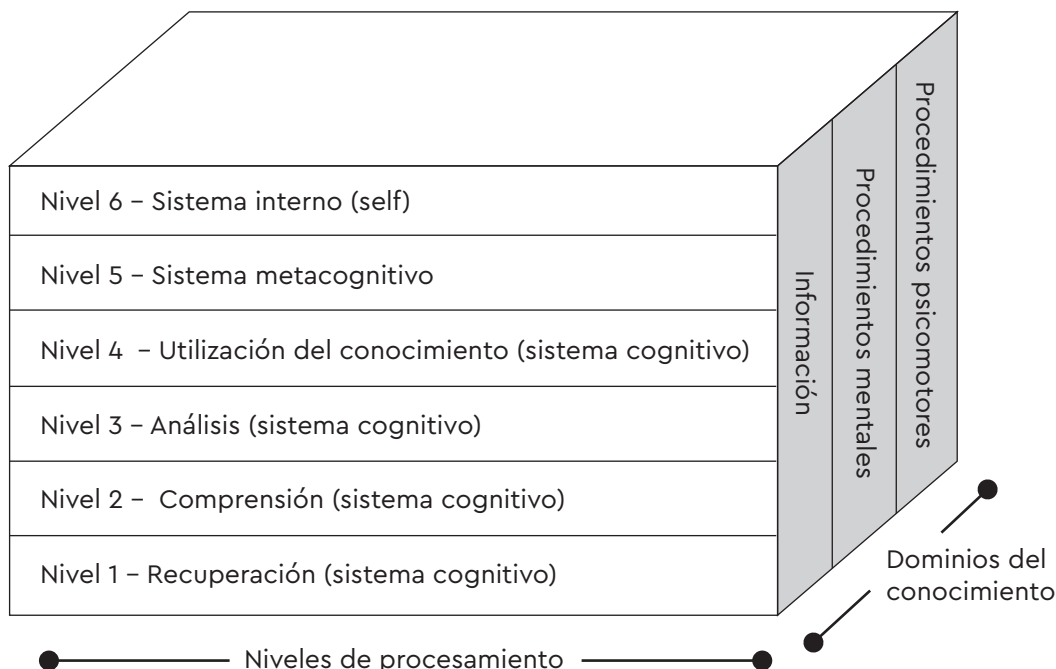 Nivel 6 – Sistema interno (self)
Nivel 5 – Sistema metacognitivo
Nivel 4 – Utilización del conocimiento (sistema cognitivo)
Nivel 3 – Análisis (sistema cognitivo)
Nivel 2 – Comprensión (sistema cognitivo)
Nivel 1 – Recuperación (sistema cognitivo)
Información
Procedimientos mentales
Procedimientos psicomotores
Dominios del
conocimiento
Niveles de procesamiento